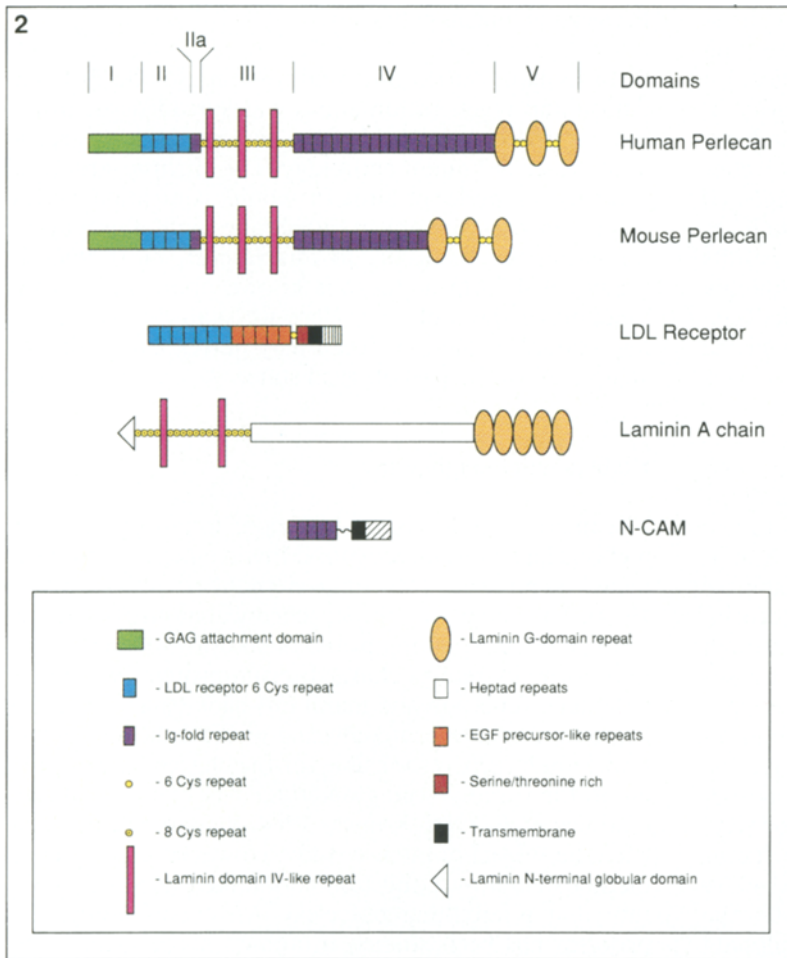 2
IIa
I II III IV V Domains
Human Perlecan
Mouse Perlecan
LDL Receptor
Laminin A chain
N-CAM
- GAG attachment domain
- LDL receptor 6 Cys repeat
- Ig-fold repeat
- 6 Cys repeat
- 8 Cys repeat
- Laminin domain IV-like repeat
- Laminin G-domain repeat
- Heptad repeats
- EGF precursor-like repeats
- Serine/threonine rich
- Transmembrane
- Laminin N-terminal globular domain